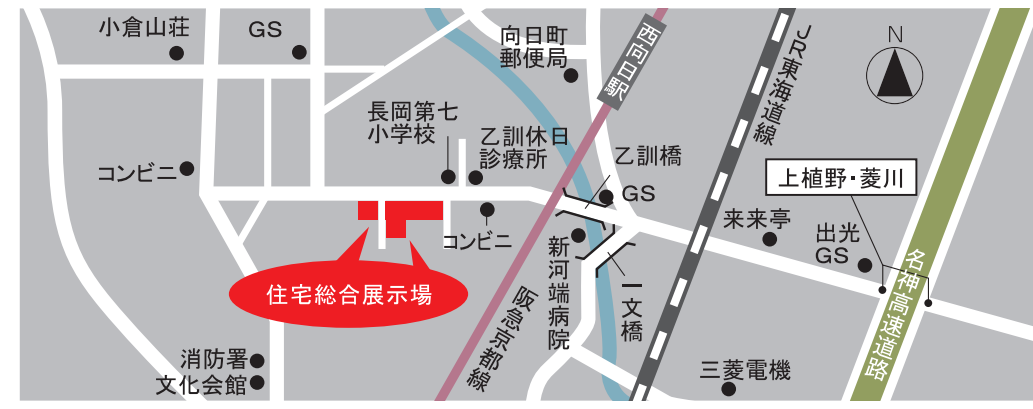 小倉山荘
GS
向日町
郵便局
西向日駅
JR東海道線
N
長岡第七
小学校
乙訓休日
診療所
コンビニ
乙訓橋
GS
上植野・菱川
コンビニ
新河端病院
来来亭
出光
GS
名神高速道路
住宅総合展示場
阪急京都線
一文橋
消防署
文化会館
三菱電機